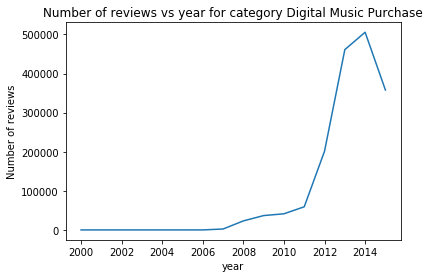 Number of reviews vs year for category Digital Music Purchase
500000
400000
300000
200000
100000
0
Number of reviews
2000 2002 2004 2006 2008 2010 2012 2014
year